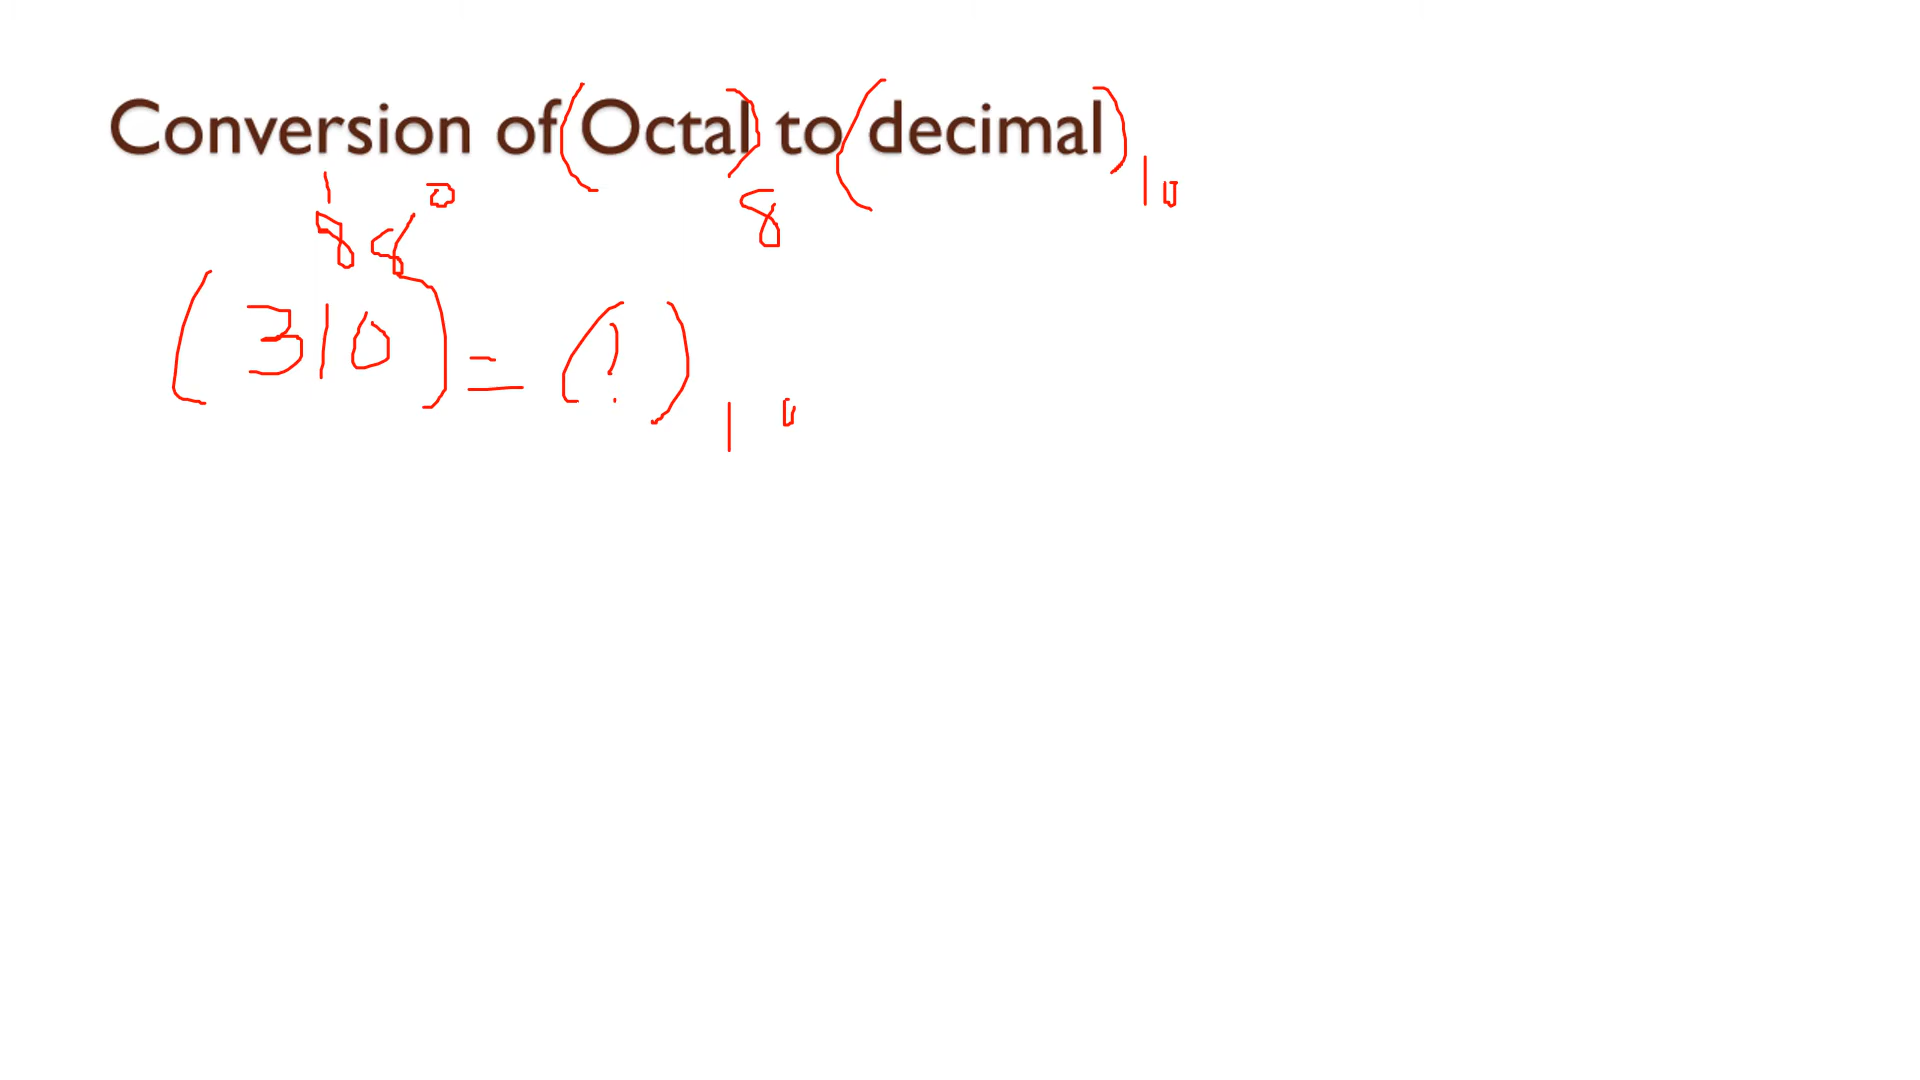 Conversion of (Octal)8 to (decimal)10
8^1 8^0
(310) = (?)10